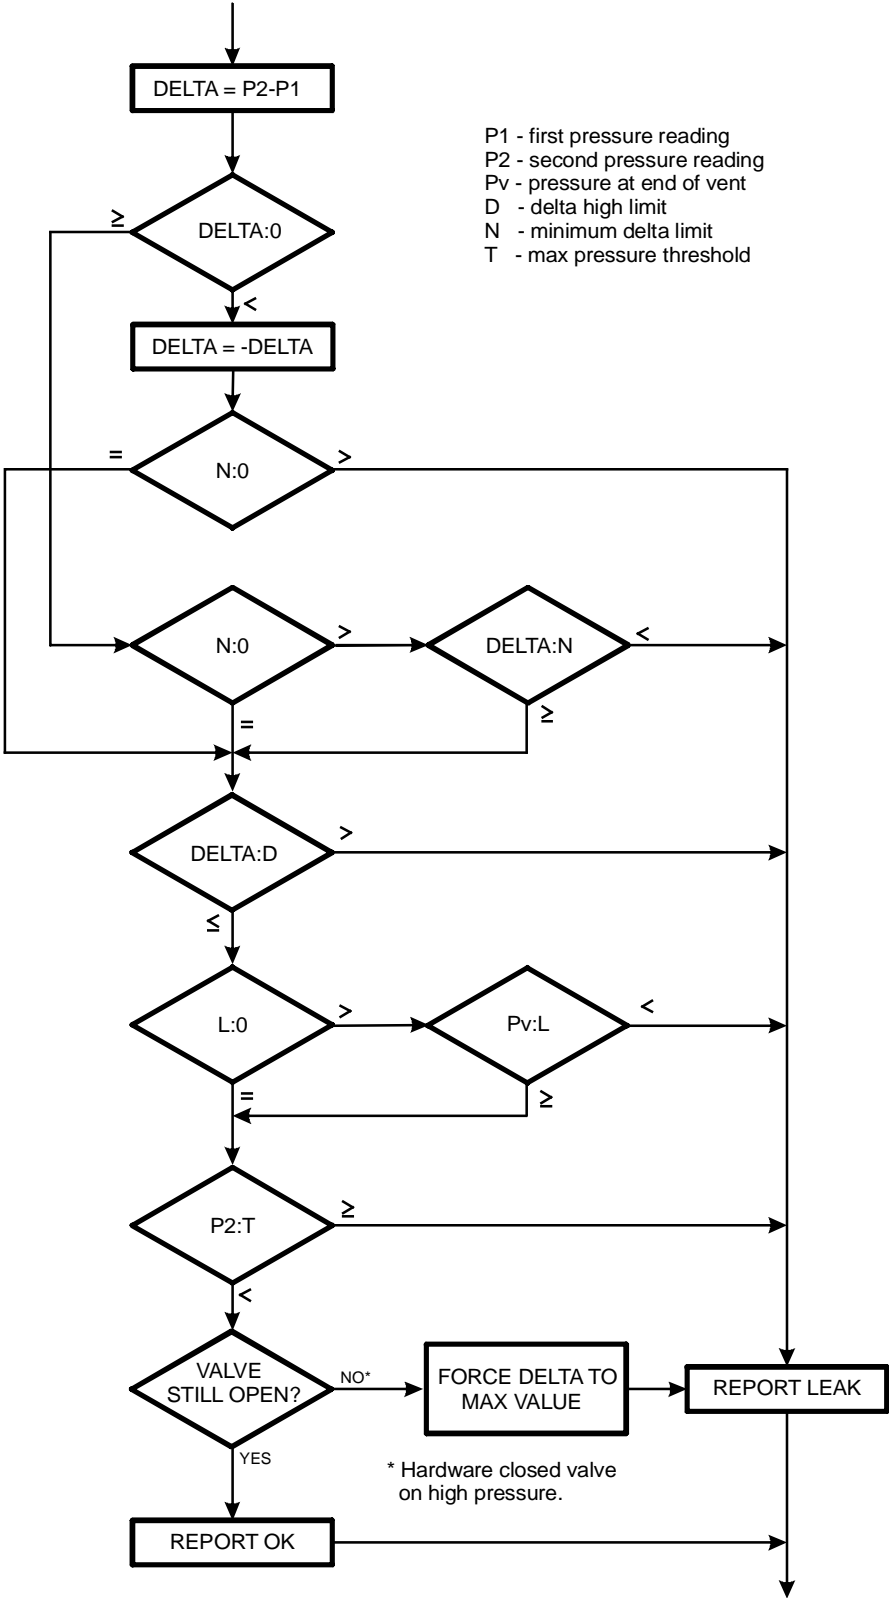 DELTA = P2-P1
P1 - first pressure reading
P2 - second pressure reading
Pv - pressure at end of vent
D - delta high limit
N - minimum delta limit
T - max pressure threshold
≥
DELTA:0
<
DELTA = -DELTA
=
N:0
>
N:0
>
DELTA:N
<
=
≥
DELTA:D
>
≤
L:0
>
Pv:L
<
=
≥
P2:T
≥
<
VALVE
STILL OPEN?
NO*
FORCE DELTA TO
MAX VALUE
REPORT LEAK
YES
* Hardware closed valve
on high pressure.
REPORT OK